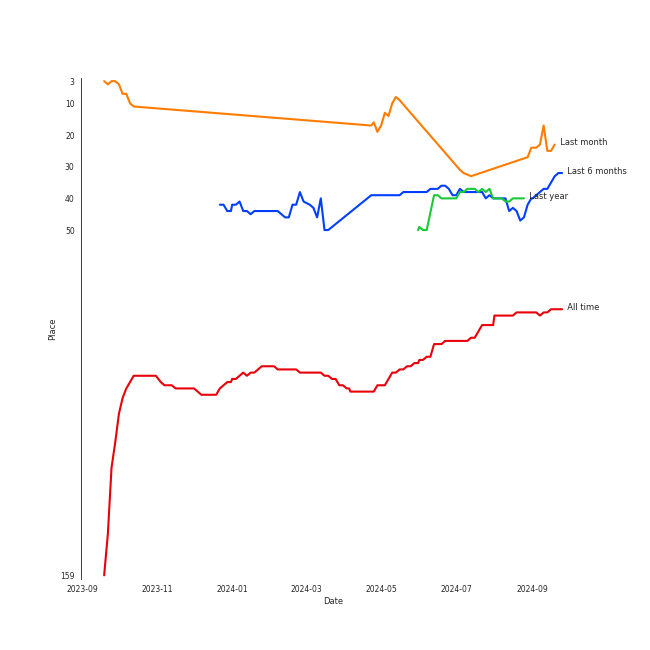 3
10
20
30
40
50
159
Place
Last month
Last 6 months
Last year
All time
2023-09 2023-11 2024-01 2024-03 2024-05 2024-07 2024-09
Date